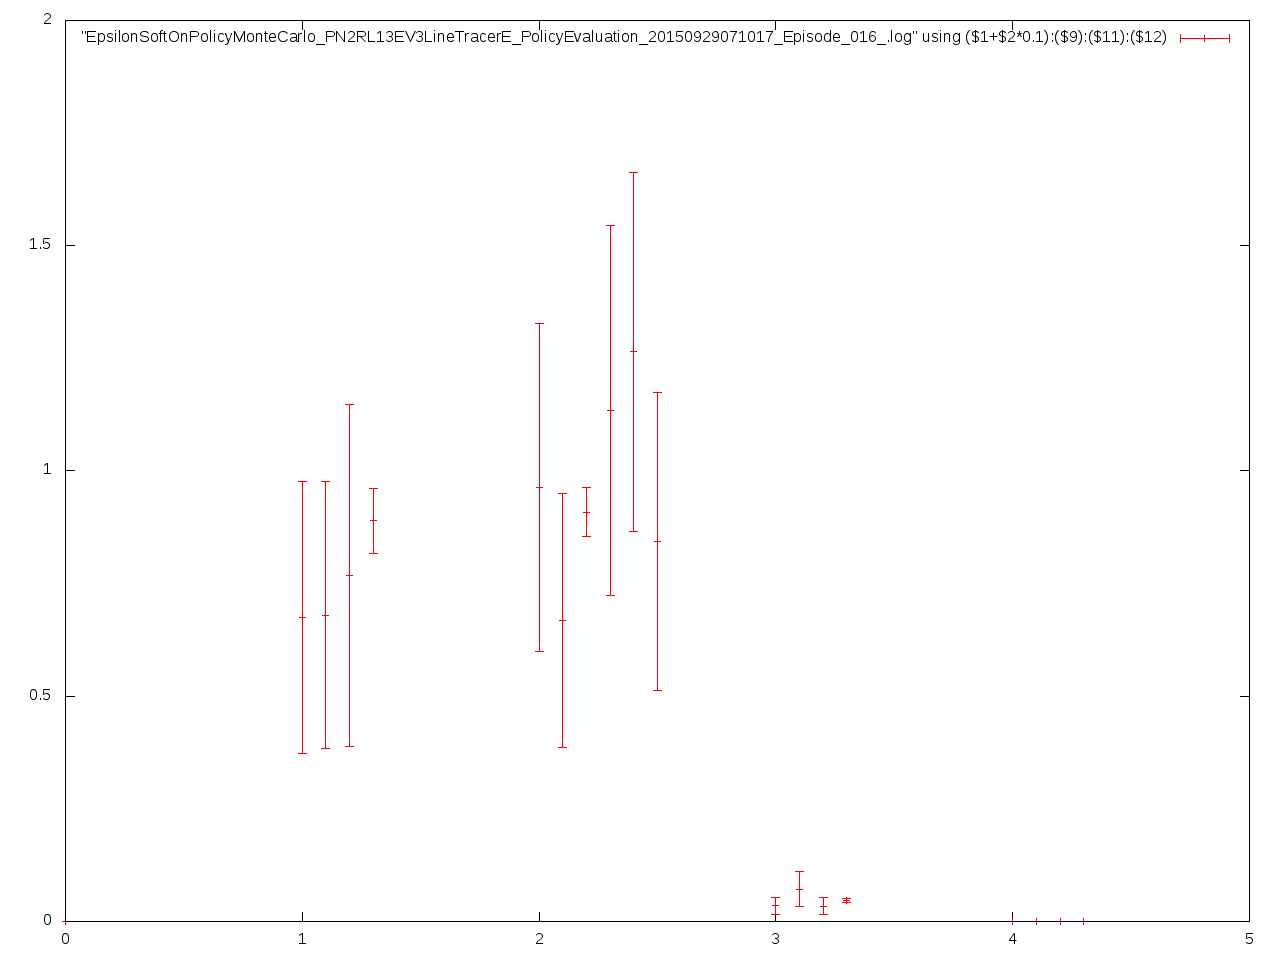 2
"EpsilonSoftOnPolicyMonteCarlo_PN2RL13EV3LineTracerE_PolicyEvaluation_20150929071017_Episode_016_.log" using ($1+$2*0.1):($9):($11):($12)
1.5
1
0.5
0
0 1 2 3 4 5